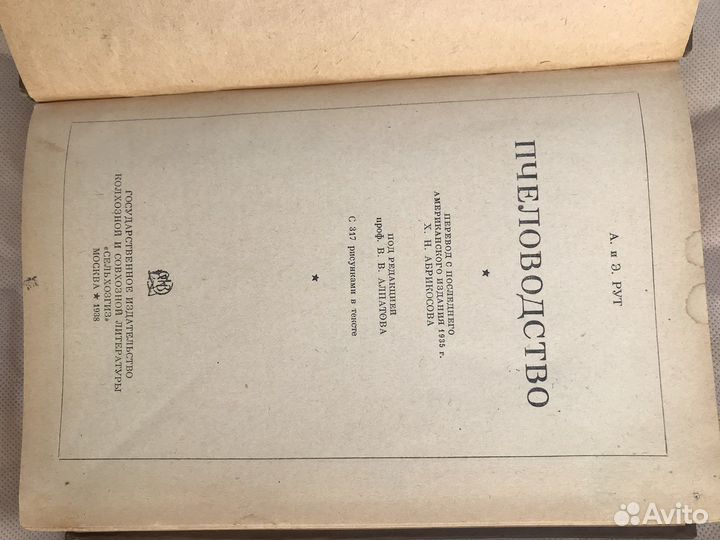 А. и Э. РУТ
ПЧЕЛОВОДСТВО
★
ПЕРЕВОД С ПОСЛЕДНЕГО
АМЕРИКАНСКОГО ИЗДАНИЯ 1935 г.
Х. Н. АБРИКОСОВА
ПОД РЕДАКЦИЕЙ
проф. В. В. АЛПАТОВА
С 317 рисунками в тексте
★
ГОСУДАРСТВЕННОЕ ИЗДАТЕЛЬСТВО
КОЛХОЗНОЙ И СОВХОЗНОЙ ЛИТЕРАТУРЫ
«СЕЛЬХОЗГИЗ»
МОСКВА ★ 1938
Avito